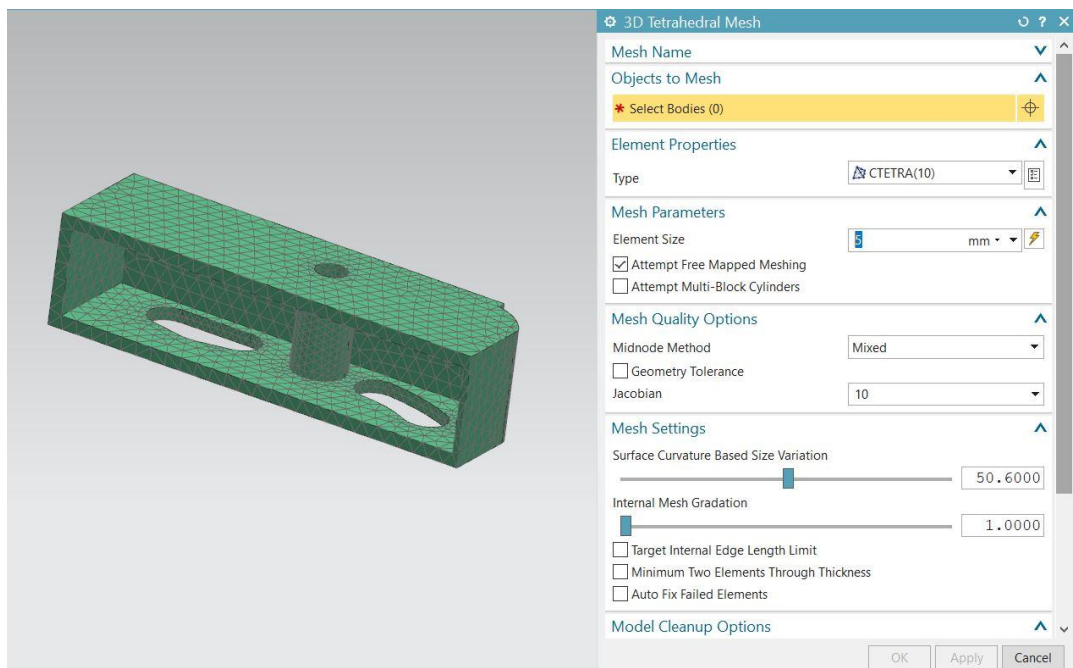 3D Tetrahedral Mesh
Mesh Name
Objects to Mesh
* Select Bodies (0)
Element Properties
Type CTETRA(10)
Mesh Parameters
Element Size 5 mm
Attempt Free Mapped Meshing
Attempt Multi-Block Cylinders
Mesh Quality Options
Midnode Method Mixed
Geometry Tolerance
Jacobian 10
Mesh Settings
Surface Curvature Based Size Variation
50.6000
Internal Mesh Gradation
1.0000
Target Internal Edge Length Limit
Minimum Two Elements Through Thickness
Auto Fix Failed Elements
Model Cleanup Options
OK Apply Cancel